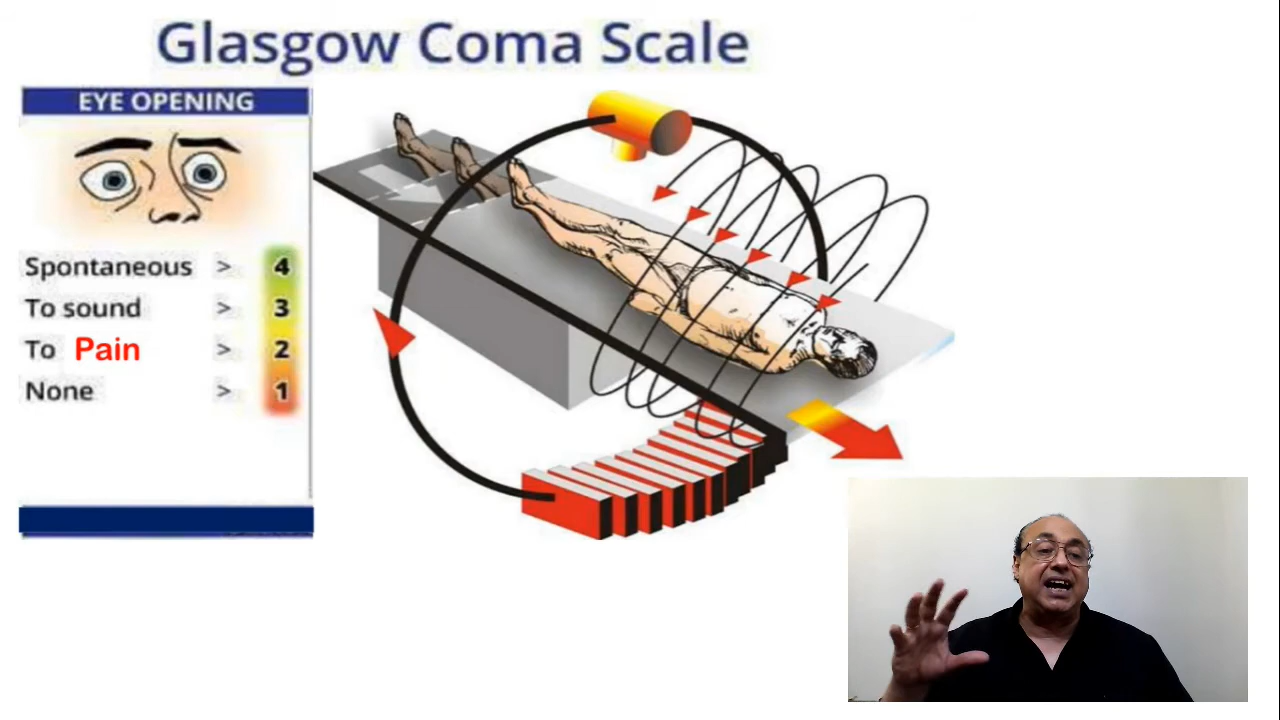 Glasgow Coma Scale
EYE OPENING
Spontaneous > 4
To sound > 3
To Pain > 2
None > 1